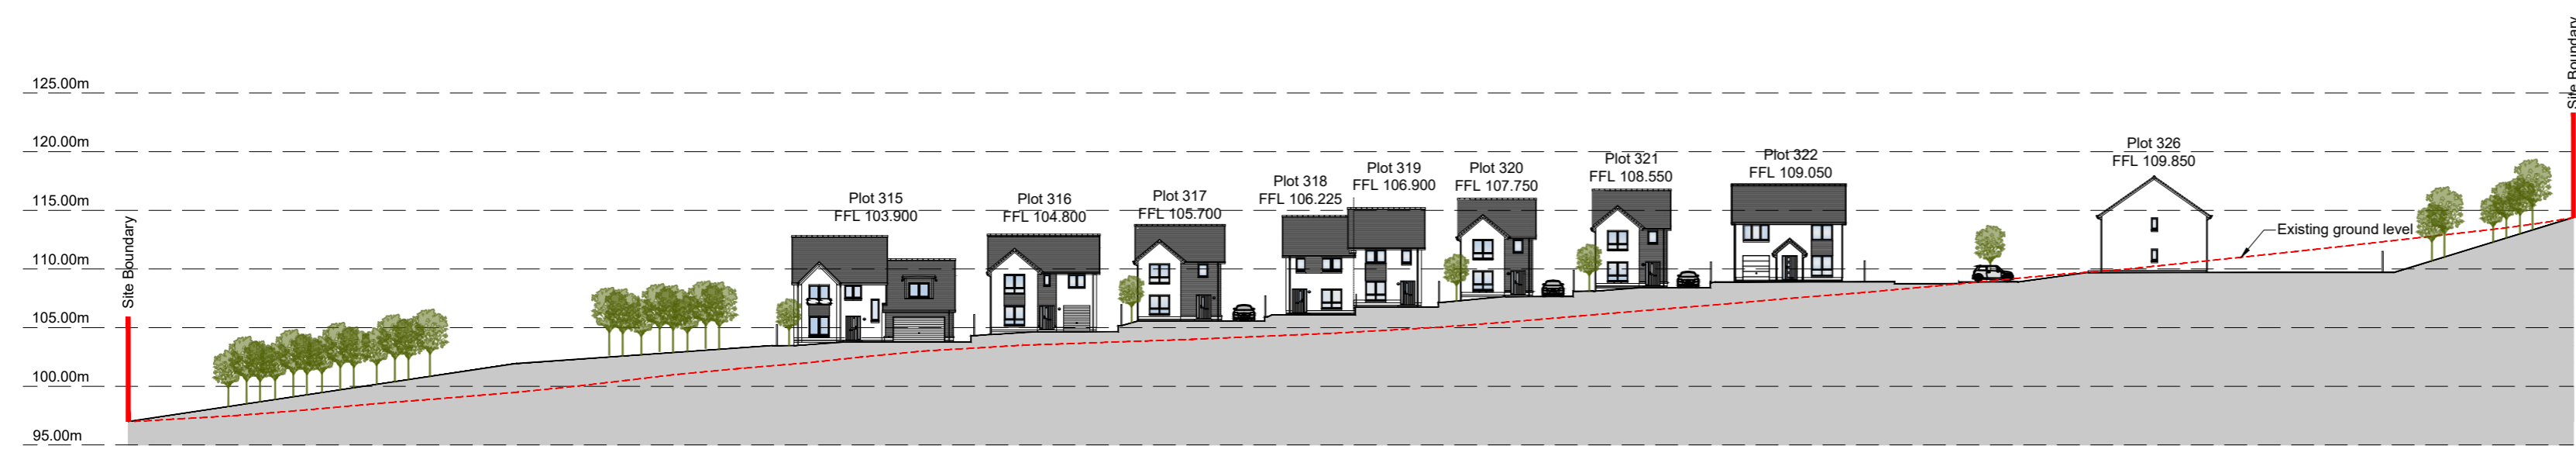 Site Boundary
125.00m
120.00m
115.00m
110.00m
105.00m
100.00m
95.00m
Site Boundary
Plot 315
FFL 103.900
Plot 316
FFL 104.800
Plot 317
FFL 105.700
Plot 318
FFL 106.225
Plot 319
FFL 106.900
Plot 320
FFL 107.750
Plot 321
FFL 108.550
Plot 322
FFL 109.050
Plot 326
FFL 109.850
Existing ground level